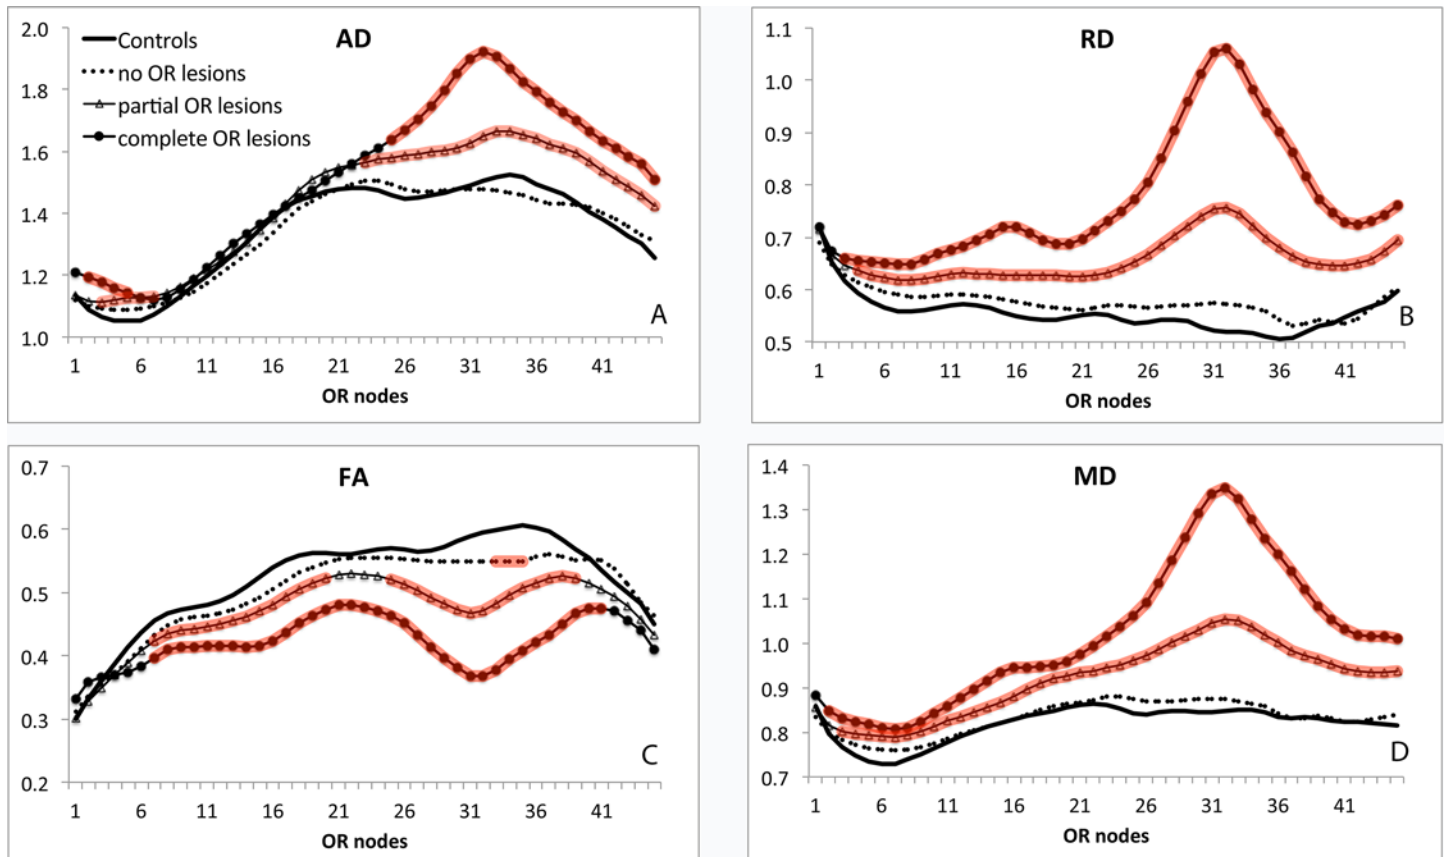 AD
Controls
no OR lesions
partial OR lesions
complete OR lesions
2.0
1.8
1.6
1.4
1.2
1.0
A
1 6 11 16 21 26 31 36 41
OR nodes
RD
1.1
1.0
0.9
0.8
0.7
0.6
0.5
B
1 6 11 16 21 26 31 36 41
OR nodes
FA
0.7
0.6
0.5
0.4
0.3
0.2
C
1 6 11 16 21 26 31 36 41
OR nodes
MD
1.4
1.3
1.2
1.1
1.0
0.9
0.8
0.7
D
1 6 11 16 21 26 31 36 41
OR nodes